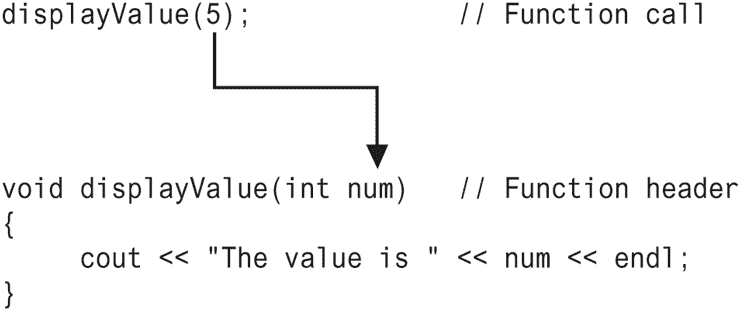 displayValue(5);               // Function call
void displayValue(int num)   // Function header
{
     cout << "The value is " << num << endl;
}